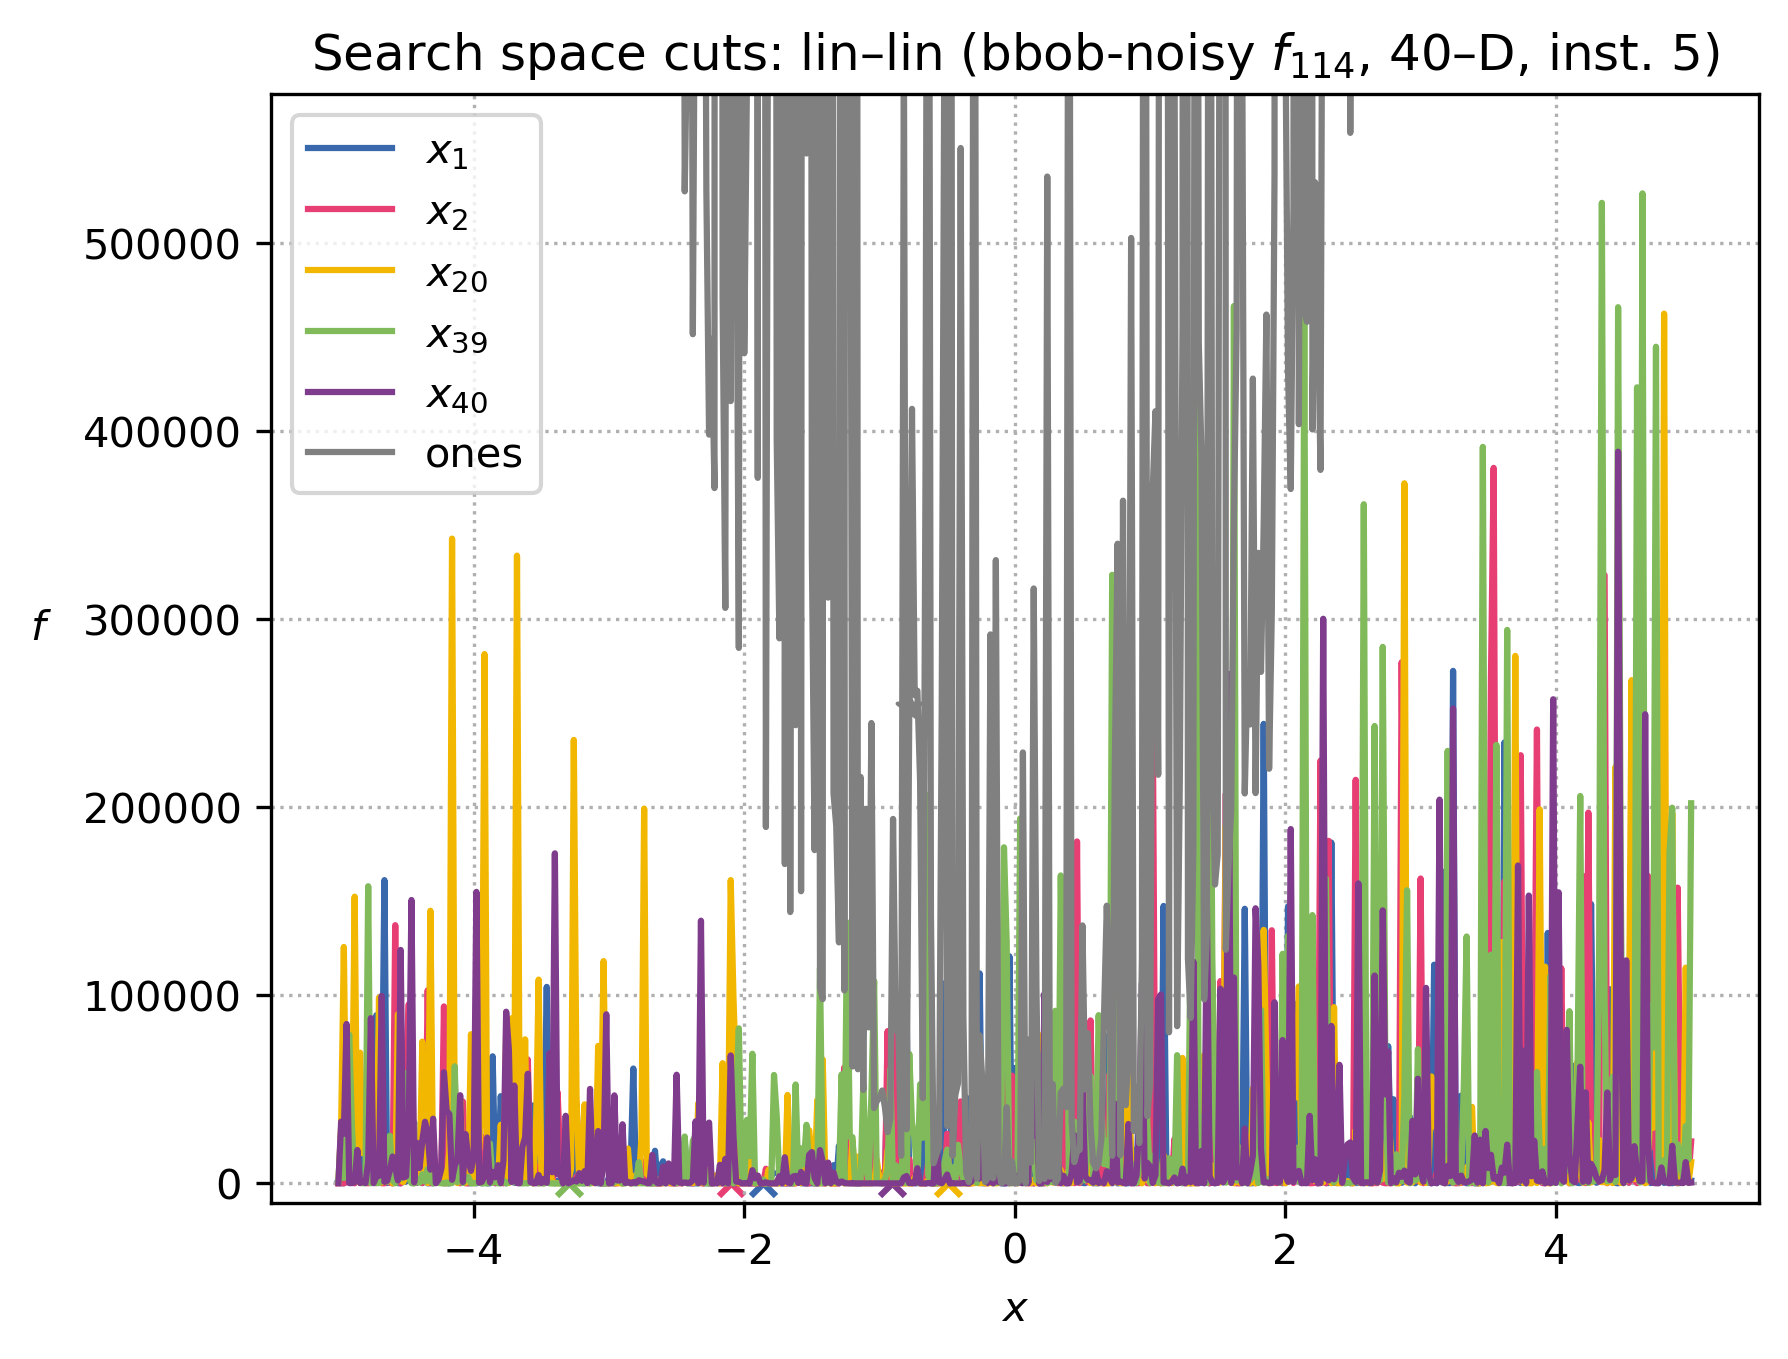 Search space cuts: lin–lin (bbob-noisy f114, 40–D, inst. 5)
x1
x2
x20
x39
x40
ones
500000
400000
300000
200000
100000
0
f
−4
−2
0
2
4
x